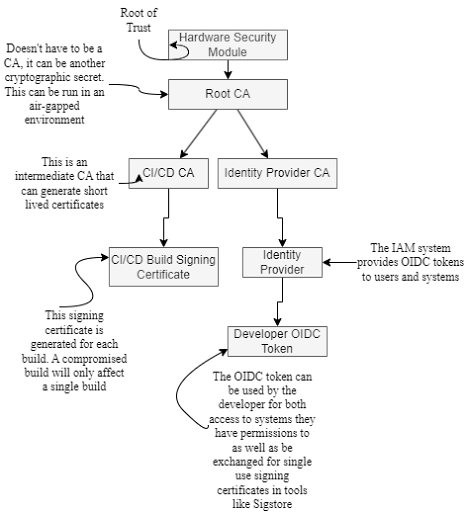 Root of
Trust
Hardware Security
Module
Doesn't have to be a
CA, it can be another
cryptographic secret.
This can be run in an
air-gapped
environment
Root CA
This is an
intermediate CA that
can generate short
lived certificates
CI/CD CA
Identity Provider CA
CI/CD Build Signing
Certificate
Identity
Provider
The IAM system
provides OIDC tokens
to users and systems
This signing
certificate is
generated for each
build. A compromised
build will only affect
a single build
Developer OIDC
Token
The OIDC token can
be used by the
developer for both
access to systems they
have permissions to
as well as be
exchanged for single
use signing
certificates in tools
like Sigstore